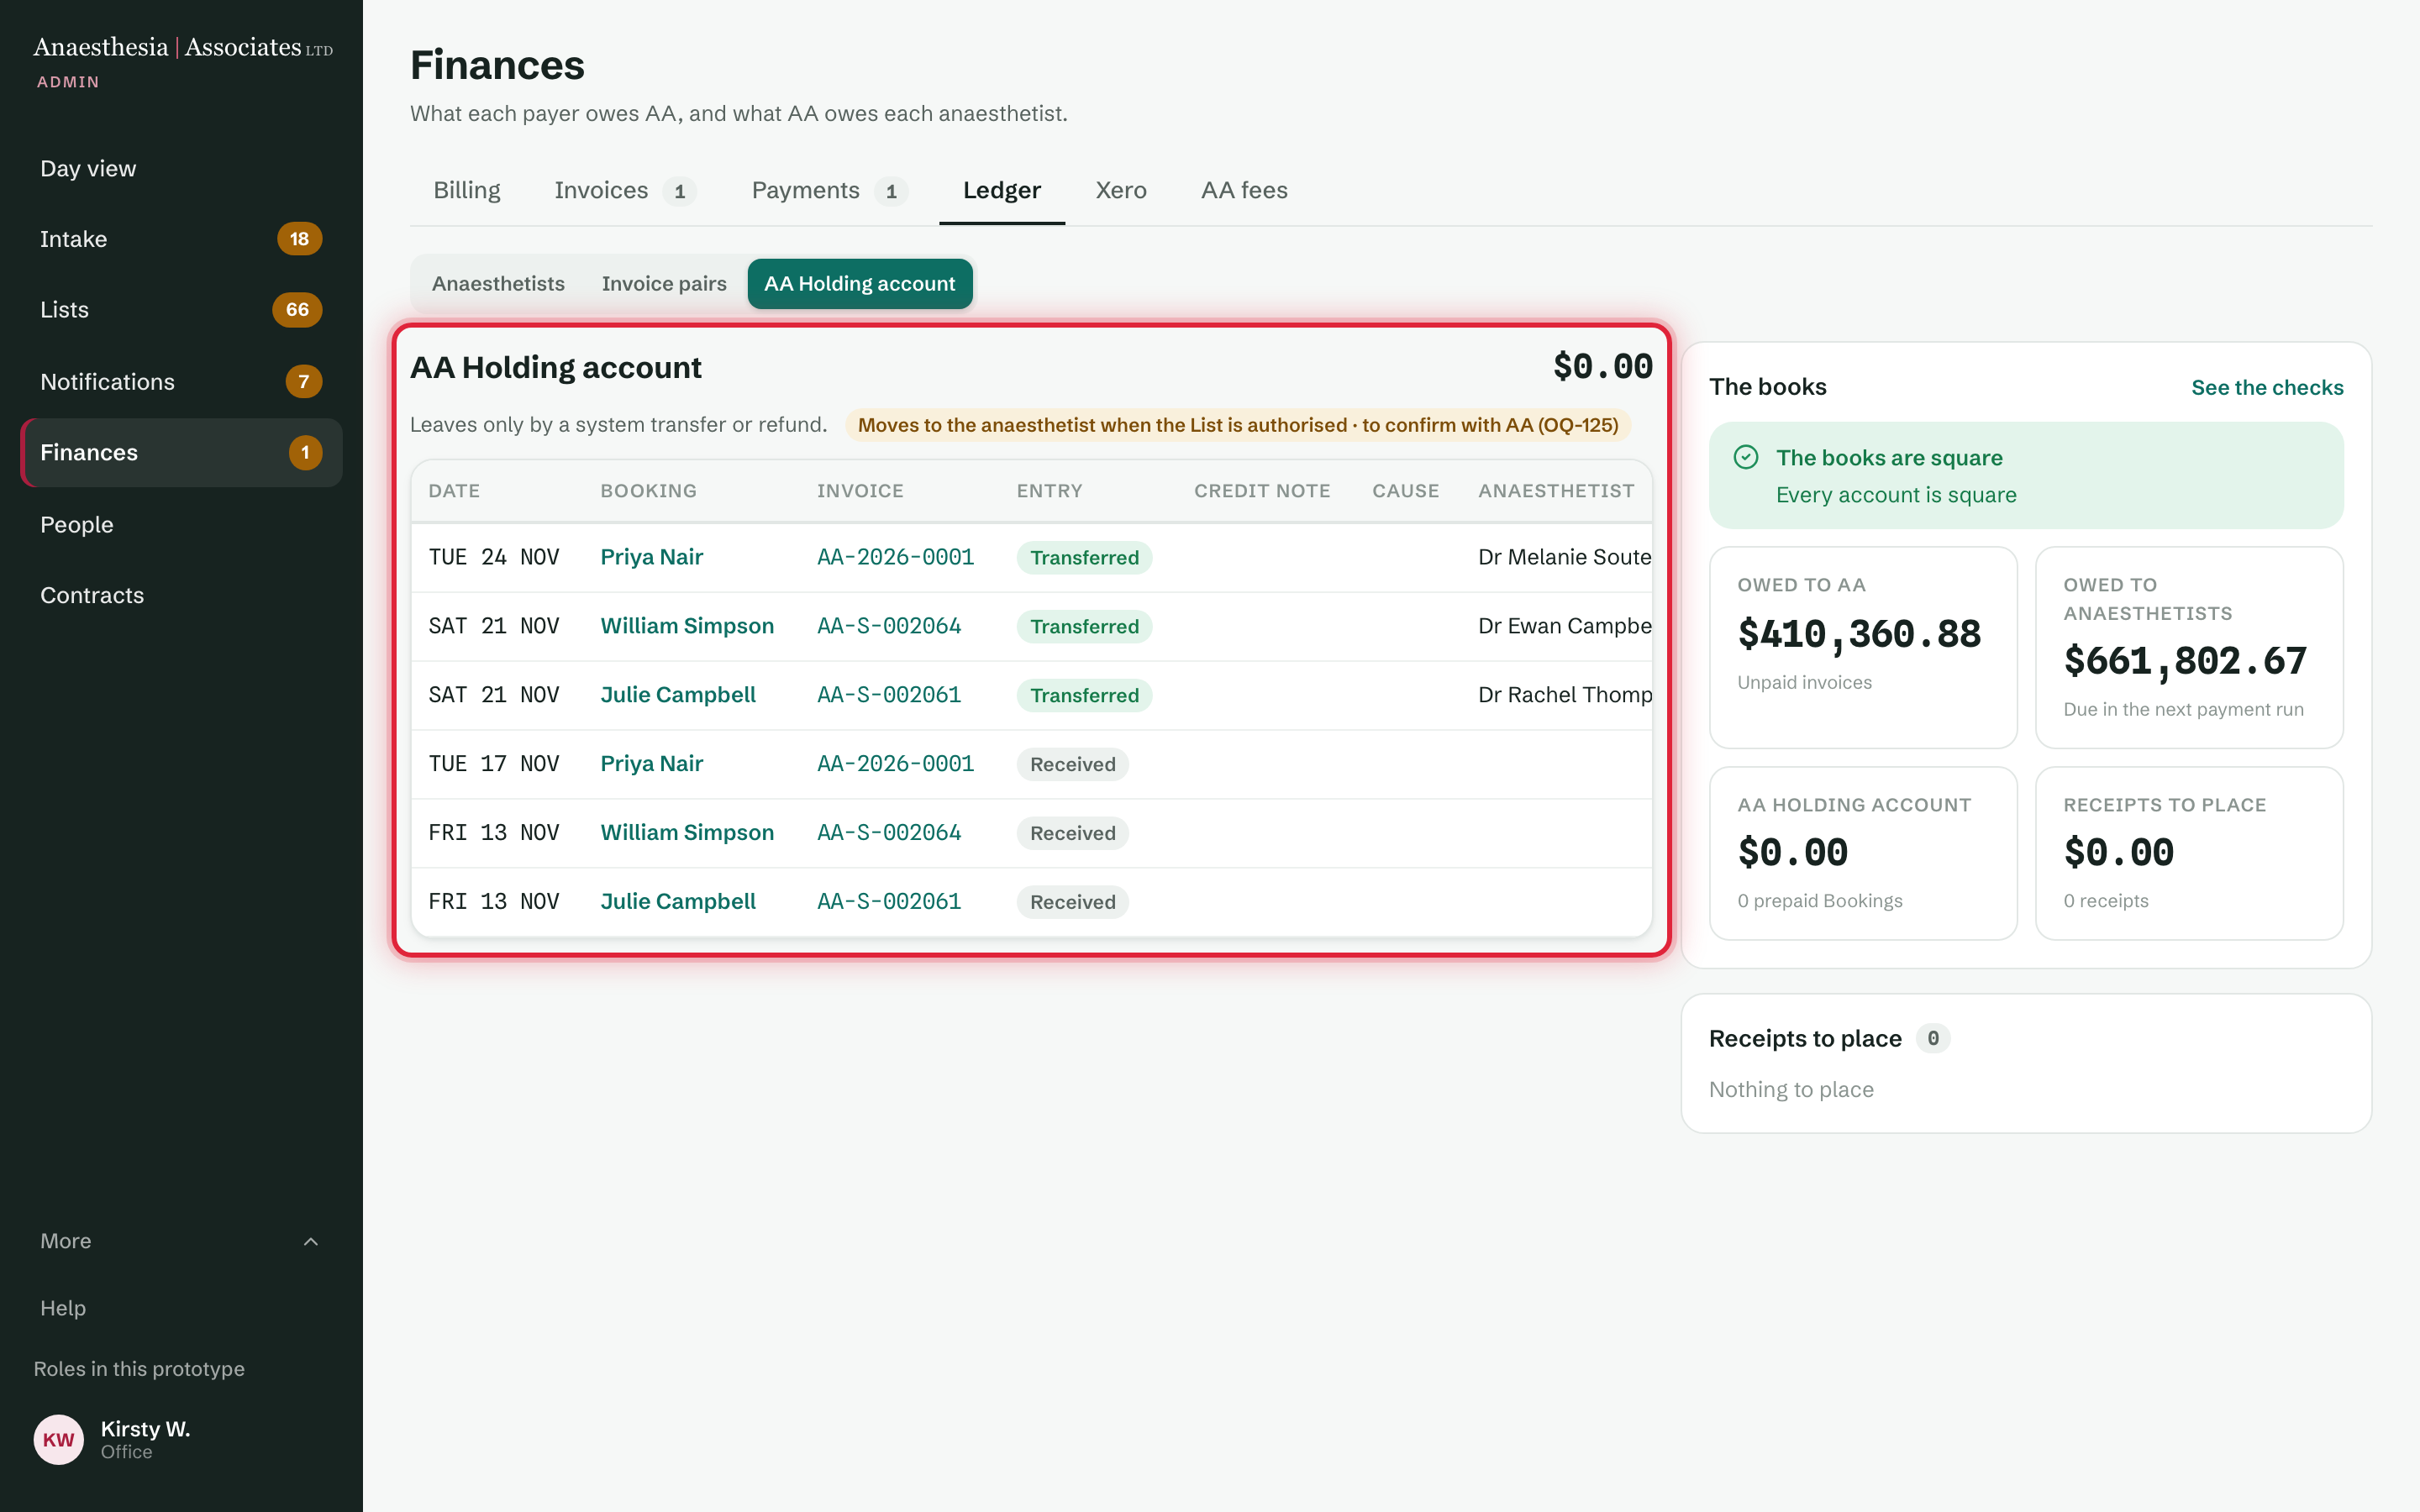 Anaesthesia | Associates LTD
ADMIN
Day view
Intake 18
Lists 66
Notifications 7
Finances 1
People
Contracts
More
Help
Roles in this prototype
KW Kirsty W.
Office
Finances
What each payer owes AA, and what AA owes each anaesthetist.
Billing Invoices 1 Payments 1 Ledger Xero AA fees
Anaesthetists Invoice pairs AA Holding account
AA Holding account $0.00
Leaves only by a system transfer or refund. Moves to the anaesthetist when the List is authorised · to confirm with AA (OQ-125)
DATE BOOKING INVOICE ENTRY CREDIT NOTE CAUSE ANAESTHETIST
TUE 24 NOV Priya Nair AA-2026-0001 Transferred Dr Melanie Soute
SAT 21 NOV William Simpson AA-S-002064 Transferred Dr Ewan Campbe
SAT 21 NOV Julie Campbell AA-S-002061 Transferred Dr Rachel Thomp
TUE 17 NOV Priya Nair AA-2026-0001 Received
FRI 13 NOV William Simpson AA-S-002064 Received
FRI 13 NOV Julie Campbell AA-S-002061 Received
The books See the checks
The books are square
Every account is square
OWED TO AA
$410,360.88
Unpaid invoices
OWED TO
ANAESTHETISTS
$661,802.67
Due in the next payment run
AA HOLDING ACCOUNT
$0.00
0 prepaid Bookings
RECEIPTS TO PLACE
$0.00
0 receipts
Receipts to place 0
Nothing to place